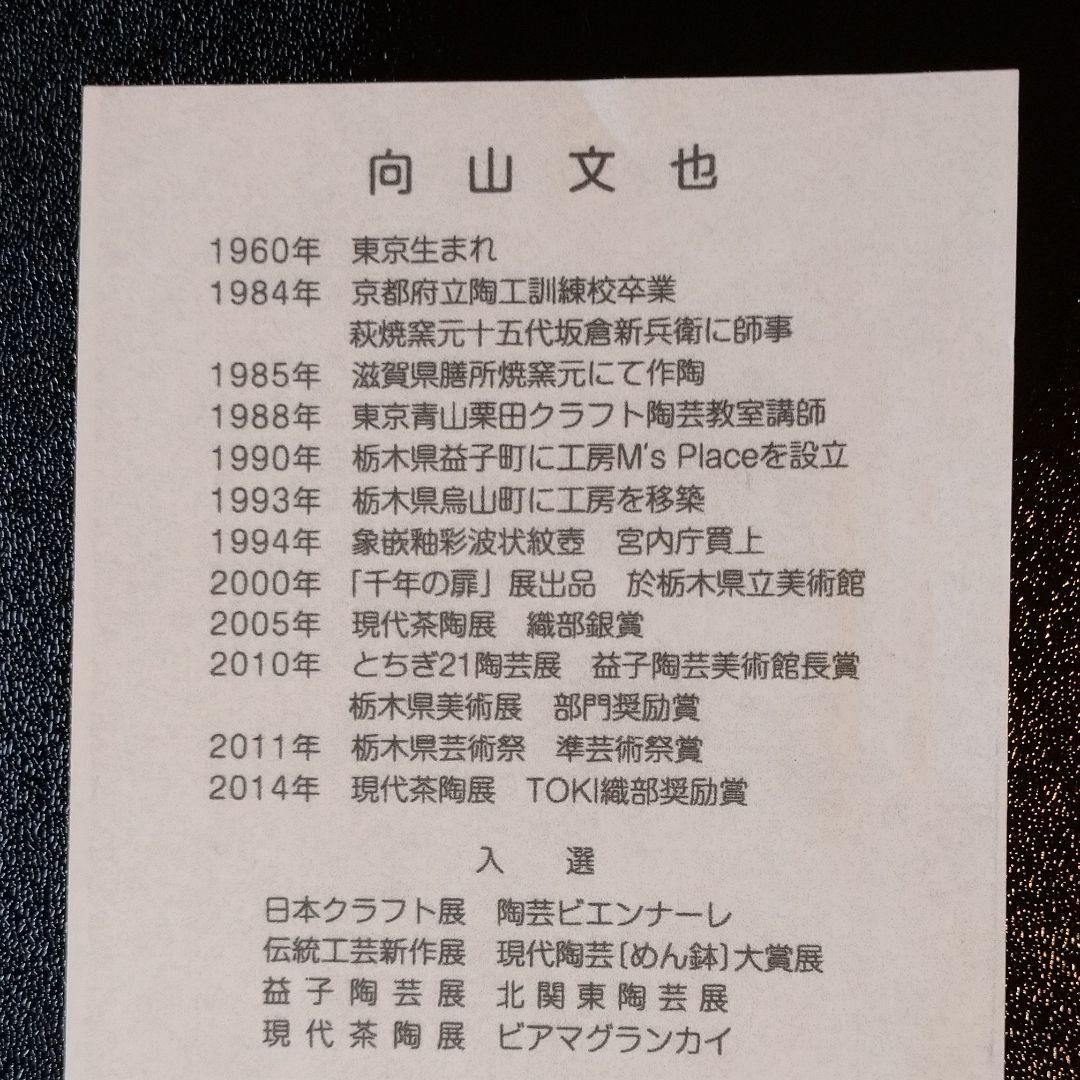 向山文也
1960年 東京生まれ
1984年 京都府立陶工訓練校卒業
萩焼窯元十五代坂倉新兵衛に師事
1985年 滋賀県膳所焼窯元にて作陶
1988年 東京青山栗田クラフト陶芸教室講師
1990年 栃木県益子町に工房M's Placeを設立
1993年 栃木県烏山町に工房を移築
1994年 象嵌釉彩波状紋壺 宮内庁買上
2000年 「千年の扉」展出品 於栃木県立美術館
2005年 現代茶陶展 織部銀賞
2010年 とちぎ21陶芸展 益子陶芸美術館長賞
栃木県美術展 部門奨励賞
2011年 栃木県芸術祭 準芸術祭賞
2014年 現代茶陶展 TOKI織部奨励賞
入選
日本クラフト展 陶芸ビエンナーレ
伝統工芸新作展 現代陶芸〔めん鉢〕大賞展
益子陶芸展 北関東陶芸展
現代茶陶展 ビアマグランカイ